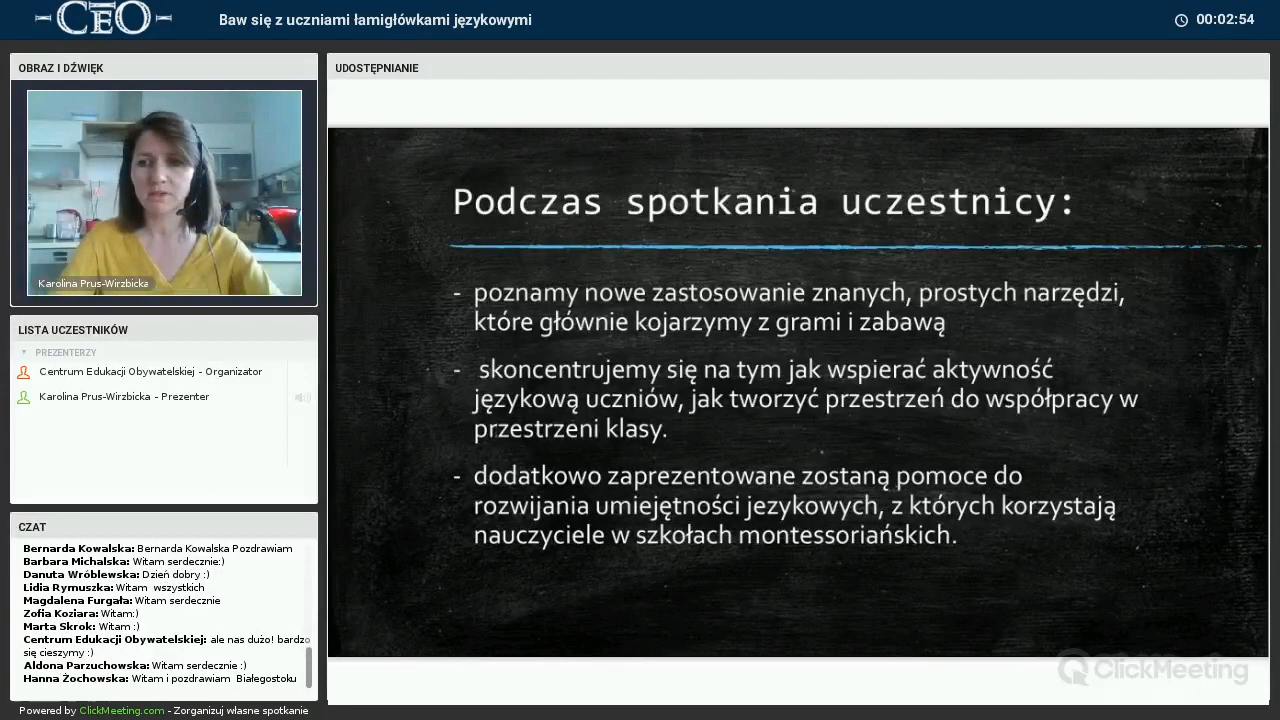 CEO
Baw się z uczniami łamigłówkami językowymi
00:02:54
OBRAZ I DŹWIĘK
Karolina Prus-Wirzbicka
LISTA UCZESTNIKÓW
PREZENTERZY
Centrum Edukacji Obywatelskiej - Organizator
Karolina Prus-Wirzbicka - Prezenter
CZAT
Bernarda Kowalska: Bernarda Kowalska Pozdrawiam
Barbara Michalska: Witam serdecznie:)
Danuta Wróblewska: Dzień dobry :)
Lidia Rymuszka: Witam wszystkich
Magdalena Furgała: Witam serdecznie
Zofia Koziara: Witam:)
Marta Skrok: Witam :)
Centrum Edukacji Obywatelskiej: ale nas dużo! bardzo
się cieszymy :)
Aldona Parzuchowska: Witam serdecznie :)
Hanna Żochowska: Witam i pozdrawiam Białegostoku
Powered by ClickMeeting.com - Zorganizuj własne spotkanie
UDOSTĘPNIANIE
Podczas spotkania uczestnicy:
- poznamy nowe zastosowanie znanych, prostych narzędzi,
które głównie kojarzymy z grami i zabawą
- skoncentrujemy się na tym jak wspierać aktywność
językową uczniów, jak tworzyć przestrzeń do współpracy w
przestrzeni klasy.
- dodatkowo zaprezentowane zostaną pomoce do
rozwijania umiejętności jezykowych, z których korzystają
nauczyciele w szkołach montessoriańskich.
ClickMeeting